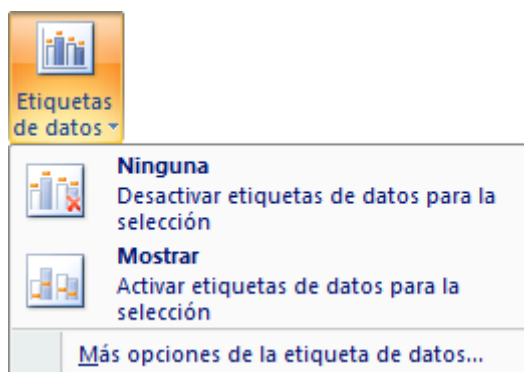 Etiquetas
de datos
Ninguna
Desactivar etiquetas de datos para la
selección
Mostrar
Activar etiquetas de datos para la
selección
Más opciones de la etiqueta de datos...